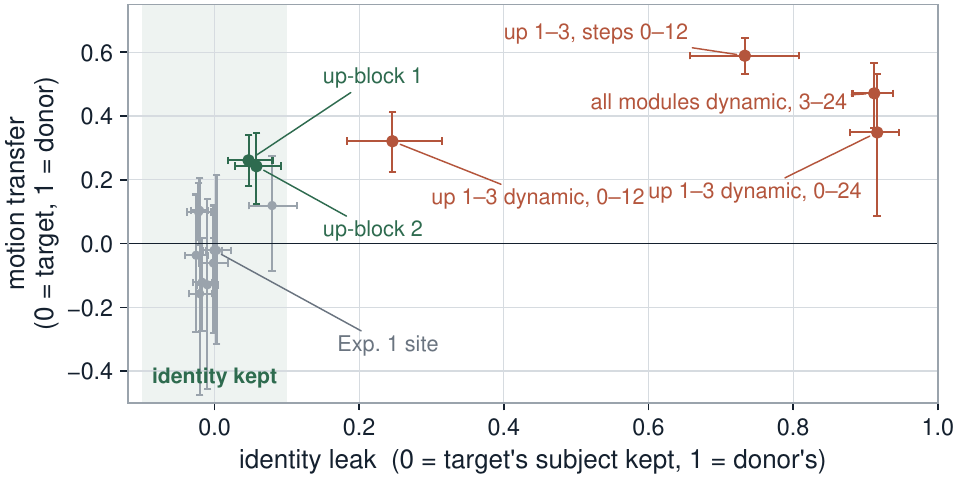 up 1–3, steps 0–12
up-block 1
all modules dynamic, 3–24
up 1–3 dynamic, 0–12
up 1–3 dynamic, 0–24
up-block 2
Exp. 1 site
identity kept
0.6
0.4
0.2
0.0
−0.2
−0.4
motion transfer
(0 = target, 1 = donor)
0.0 0.2 0.4 0.6 0.8 1.0
identity leak (0 = target's subject kept, 1 = donor's)